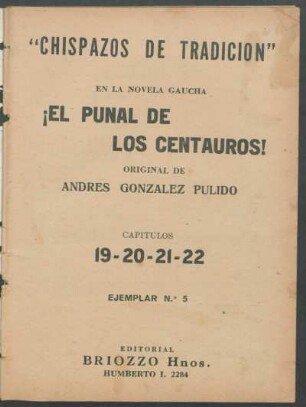 "CHISPAZOS DE TRADICION"
EN LA NOVELA GAUCHA
¡EL PUNAL DE
LOS CENTAUROS!
ORIGINAL DE
ANDRES GONZALEZ PULIDO
CAPITULOS
19-20-21-22
EJEMPLAR N.º 5
EDITORIAL
BRIOZZO Hnos.
HUMBERTO I. 2284